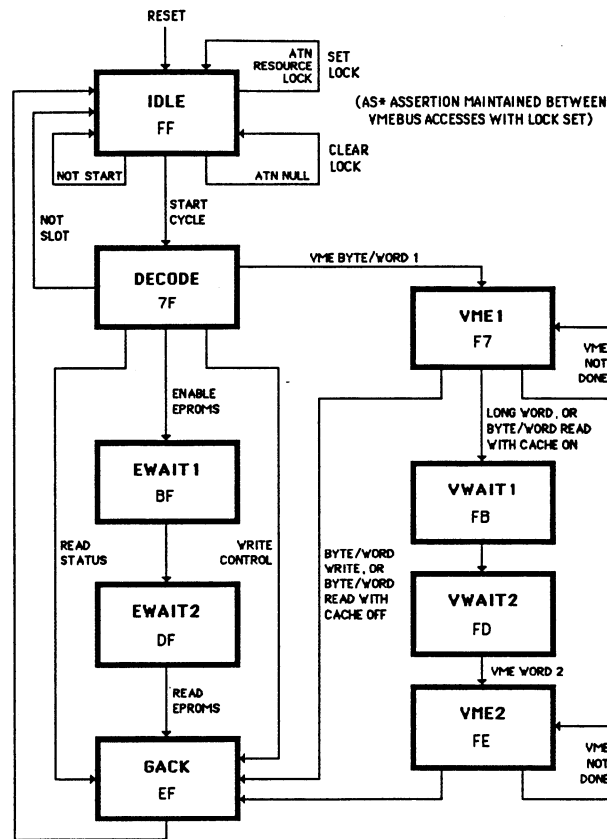 RESET
ATN
RESOURCE
LOCK
SET
LOCK
IDLE
FF
(AS* ASSERTION MAINTAINED BETWEEN
VMEBUS ACCESSES WITH LOCK SET)
CLEAR
LOCK
NOT START
ATN NULL
NOT
SLOT
START
CYCLE
DECODE
7F
VME BYTE/WORD 1
VME1
F7
VME
NOT
DONE
ENABLE
EPROMS
LONG WORD, OR
BYTE/WORD READ
WITH CACHE ON
EWAIT1
BF
VWAIT1
FB
READ
STATUS
WRITE
CONTROL
BYTE/WORD
WRITE, OR
BYTE/WORD
READ WITH
CACHE OFF
EWAIT2
DF
VWAIT2
FD
VME WORD 2
READ
EPROMS
VME2
FE
GACK
EF
VME
NOT
DONE